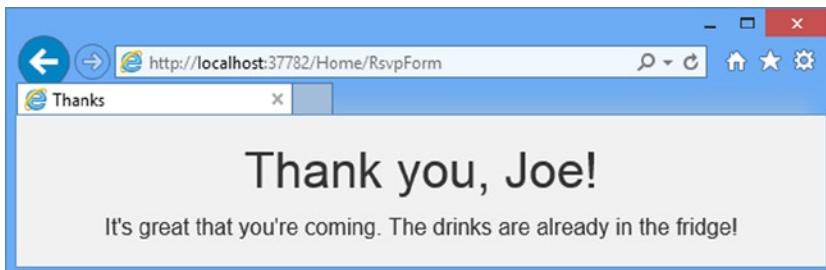 http://localhost:37782/Home/RsvpForm
Thanks
Thank you, Joe!
It's great that you're coming. The drinks are already in the fridge!